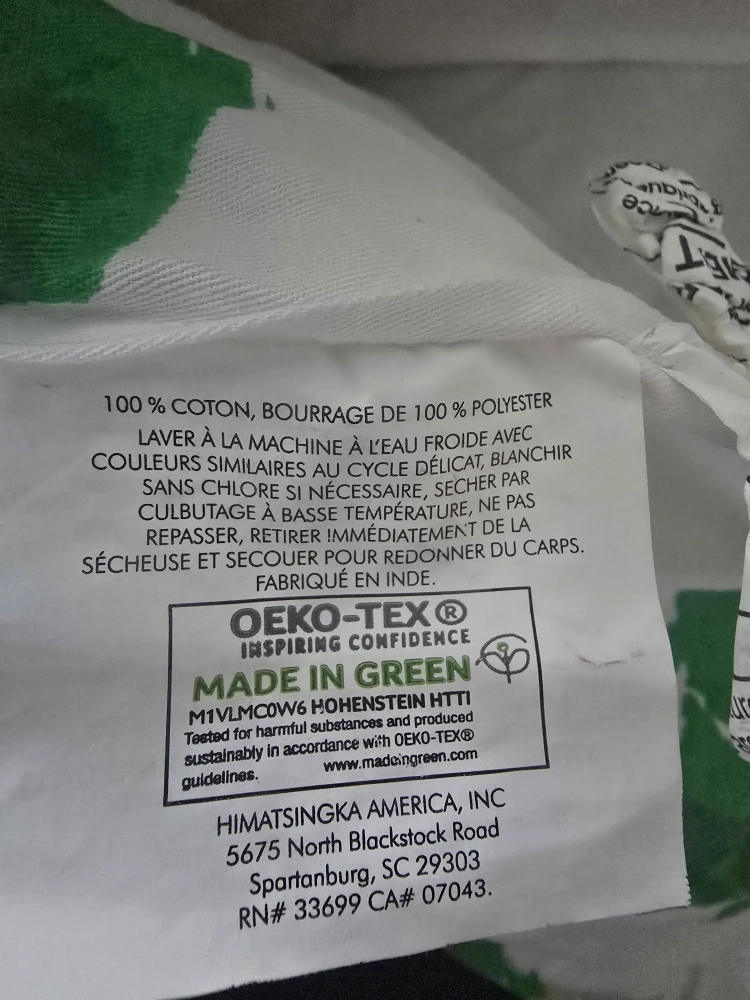 100 % COTON, BOURRAGE DE 100 % POLYESTER
LAVER À LA MACHINE À L'EAU FROIDE AVEC
COULEURS SIMILAIRES AU CYCLE DÉLICAT, BLANCHIR
SANS CHLORE SI NÉCESSAIRE, SECHER PAR
CULBUTAGE À BASSE TEMPÉRATURE, NE PAS
REPASSER, RETIRER IMMÉDIATEMENT DE LA
SÉCHEUSE ET SECOUER POUR REDONNER DU CARPS.
FABRIQUÉ EN INDE.
OEKO-TEX®
INSPIRING CONFIDENCE
MADE IN GREEN
M1VLMC0W6 HOHENSTEIN HTTI
Tested for harmful substances and produced
sustainably in accordance with OEKO-TEX®
guidelines. www.madeingreen.com
HIMATSINGKA AMERICA, INC
5675 North Blackstock Road
Spartanburg, SC 29303
RN# 33699 CA# 07043.